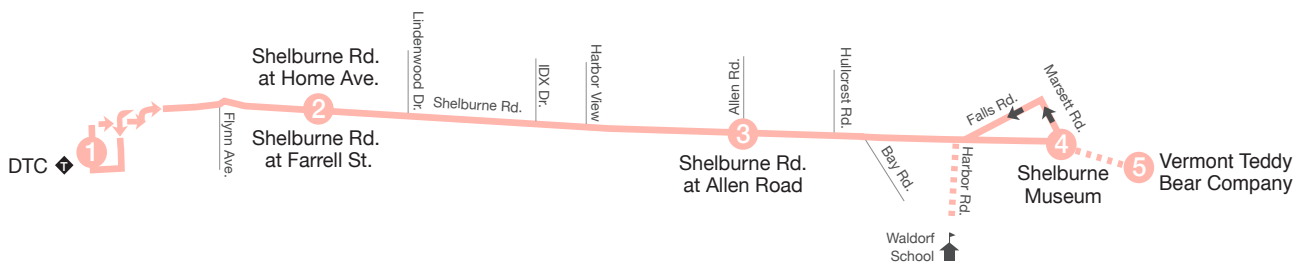 DTC
T
1
Flynn Ave.
Shelburne Rd.
at Home Ave.
2
Shelburne Rd.
at Farrell St.
Lindenwood Dr.
Shelburne Rd.
IDX Dr.
Harbor View
Allen Rd.
3
Shelburne Rd.
at Allen Road
Hullcrest Rd.
Bay Rd.
Harbor Rd.
Waldorf
School
Falls Rd.
Marsett Rd.
4
Shelburne
Museum
5
Vermont Teddy
Bear Company